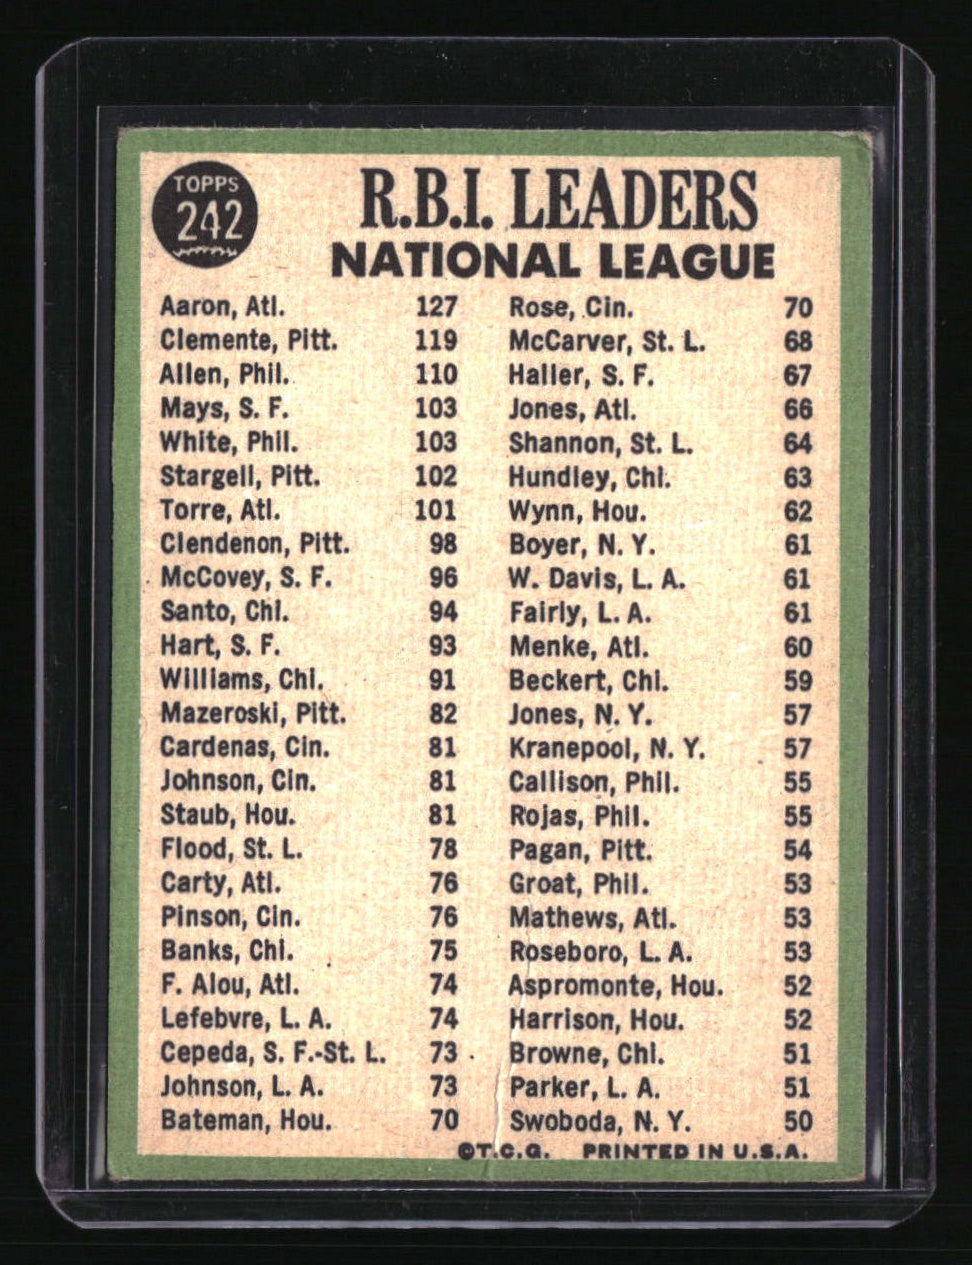 TOPPS
242
R.B.I. LEADERS
NATIONAL LEAGUE
Aaron, Atl. 127
Clemente, Pitt. 119
Allen, Phil. 110
Mays, S. F. 103
White, Phil. 103
Stargell, Pitt. 102
Torre, Atl. 101
Clendenon, Pitt. 98
McCovey, S. F. 96
Santo, Chi. 94
Hart, S. F. 93
Williams, Chi. 91
Mazeroski, Pitt. 82
Cardenas, Cin. 81
Johnson, Cin. 81
Staub, Hou. 81
Flood, St. L. 78
Carty, Atl. 76
Pinson, Cin. 76
Banks, Chi. 75
F. Alou, Atl. 74
Lefebvre, L. A. 74
Cepeda, S. F.-St. L. 73
Johnson, L. A. 73
Bateman, Hou. 70
Rose, Cin. 70
McCarver, St. L. 68
Haller, S. F. 67
Jones, Atl. 66
Shannon, St. L. 64
Hundley, Chi. 63
Wynn, Hou. 62
Boyer, N. Y. 61
W. Davis, L. A. 61
Fairly, L. A. 61
Menke, Atl. 60
Beckert, Chi. 59
Jones, N. Y. 57
Kranepool, N. Y. 57
Callison, Phil. 55
Rojas, Phil. 55
Pagan, Pitt. 54
Groat, Phil. 53
Mathews, Atl. 53
Roseboro, L. A. 53
Aspromonte, Hou. 52
Harrison, Hou. 52
Browne, Chi. 51
Parker, L. A. 51
Swoboda, N. Y. 50
©T.C.G. PRINTED IN U.S.A.